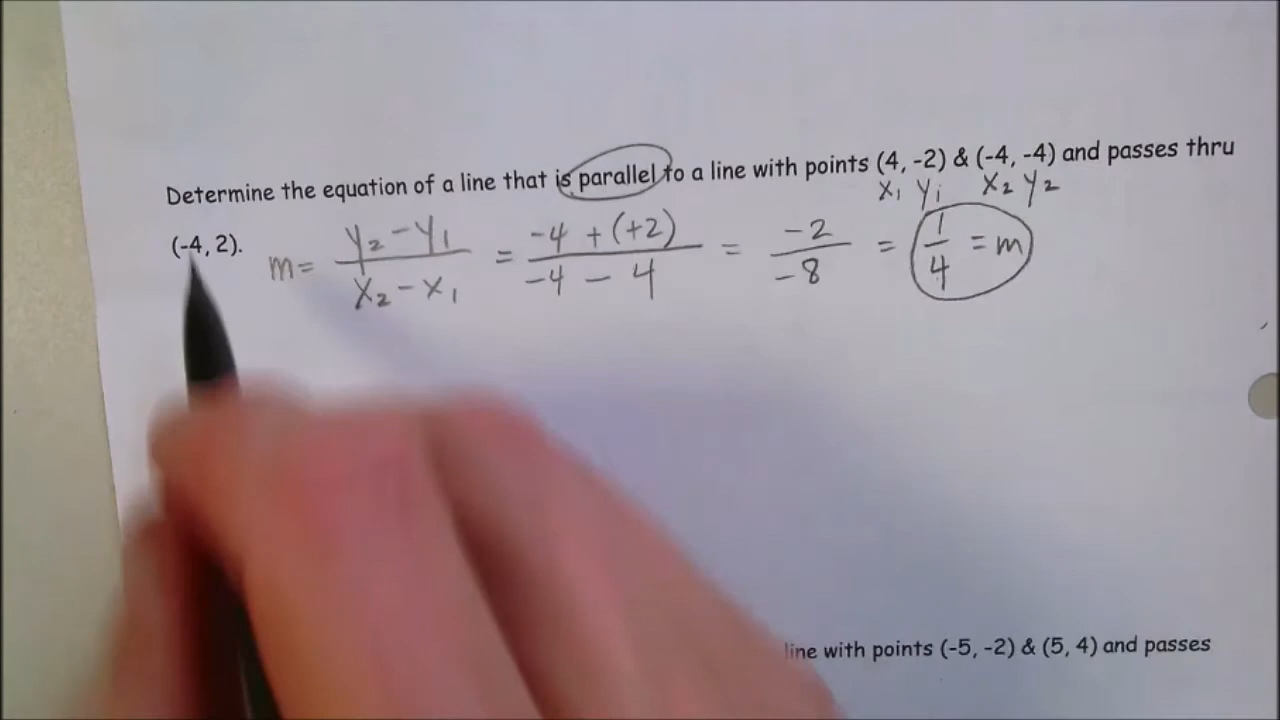 Determine the equation of a line that is parallel to a line with points (4, -2) & (-4, -4) and passes thru
x₁ y₁ x₂ y₂
(-4, 2).
m = (y₂ - y₁)/(x₂ - x₁) = (-4 + (+2))/(-4 - 4) = -2/-8 = 1/4 = m
line with points (-5, -2) & (5, 4) and passes